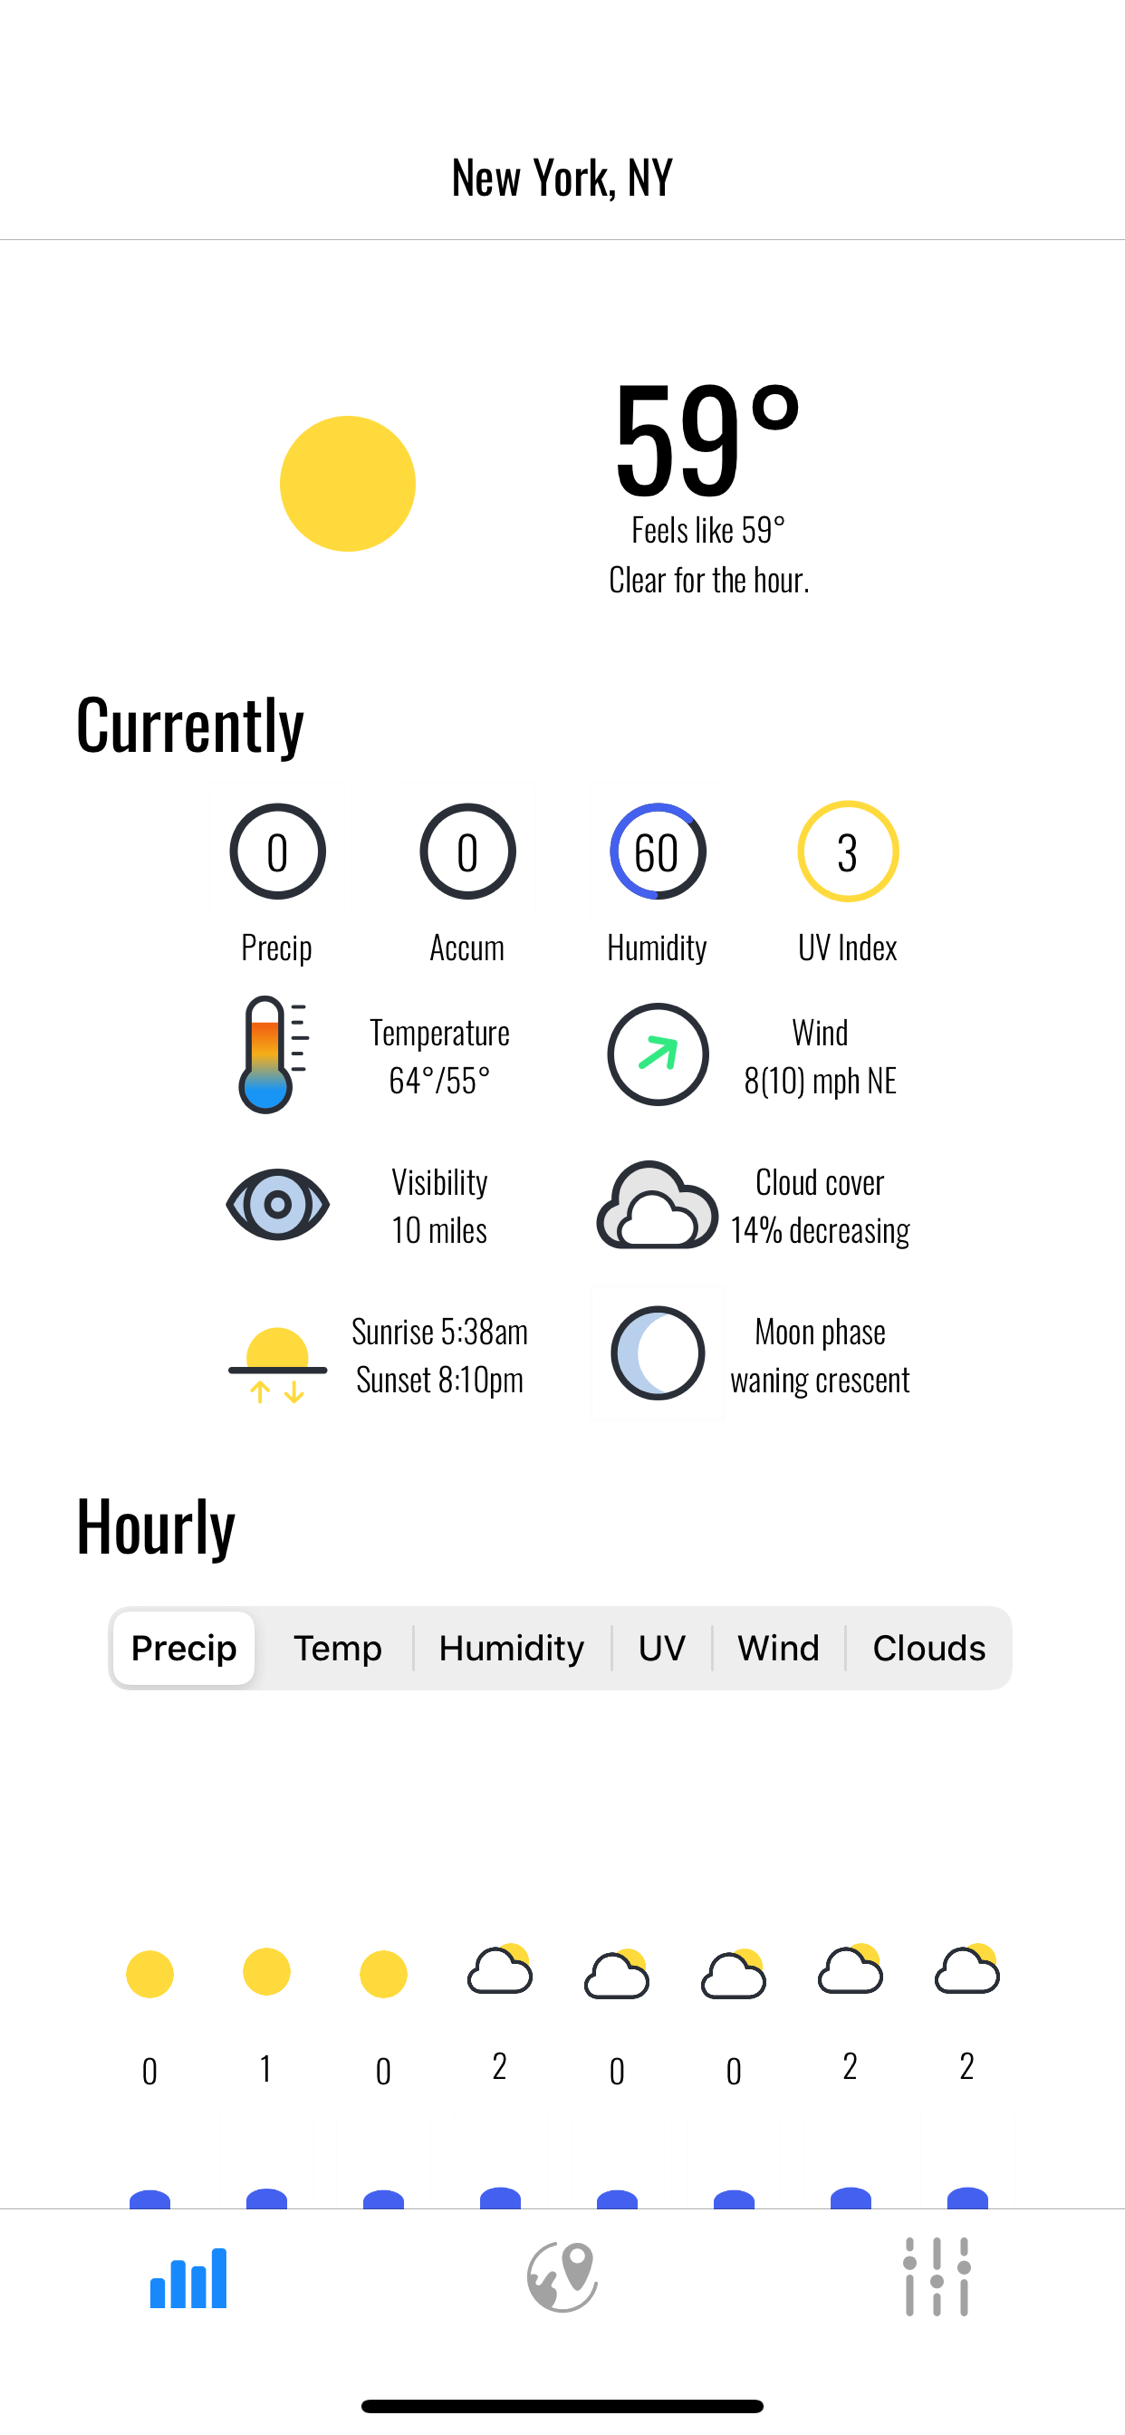 New York, NY
59°
Feels like 59°
Clear for the hour.
Currently
0 0 60 3
Precip Accum Humidity UV Index
Temperature
64°/55°
Wind
8(10) mph NE
Visibility
10 miles
Cloud cover
14% decreasing
Sunrise 5:38am
Sunset 8:10pm
Moon phase
waning crescent
Hourly
Precip Temp Humidity UV Wind Clouds
0 1 0 2 0 0 2 2